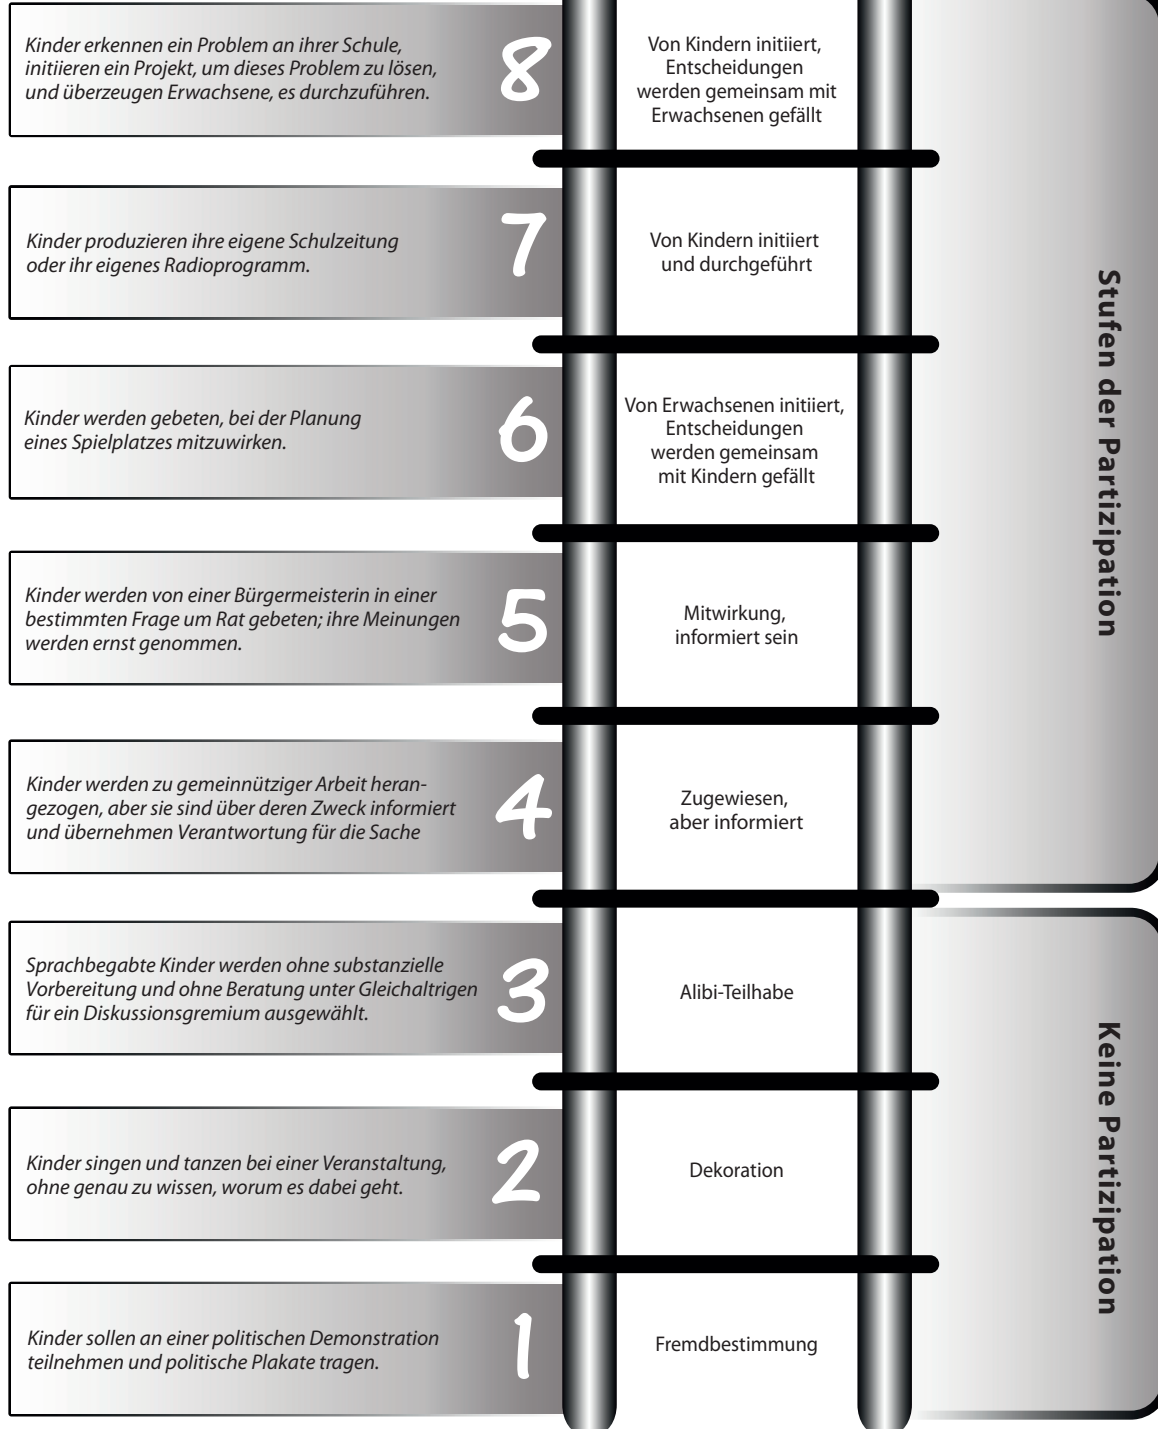 Kinder erkennen ein Problem an ihrer Schule,
initiieren ein Projekt, um dieses Problem zu lösen,
und überzeugen Erwachsene, es durchzuführen.
8
Von Kindern initiiert,
Entscheidungen
werden gemeinsam mit
Erwachsenen gefällt
Kinder produzieren ihre eigene Schulzeitung
oder ihr eigenes Radioprogramm.
7
Von Kindern initiiert
und durchgeführt
Kinder werden gebeten, bei der Planung
eines Spielplatzes mitzuwirken.
6
Von Erwachsenen initiiert,
Entscheidungen
werden gemeinsam
mit Kindern gefällt
Kinder werden von einer Bürgermeisterin in einer
bestimmten Frage um Rat gebeten; ihre Meinungen
werden ernst genommen.
5
Mitwirkung,
informiert sein
Kinder werden zu gemeinnütziger Arbeit heran-
gezogen, aber sie sind über deren Zweck informiert
und übernehmen Verantwortung für die Sache
4
Zugewiesen,
aber informiert
Stufen der Partizipation
Sprachbegabte Kinder werden ohne substanzielle
Vorbereitung und ohne Beratung unter Gleichaltrigen
für ein Diskussionsgremium ausgewählt.
3
Alibi-Teilhabe
Kinder singen und tanzen bei einer Veranstaltung,
ohne genau zu wissen, worum es dabei geht.
2
Dekoration
Kinder sollen an einer politischen Demonstration
teilnehmen und politische Plakate tragen.
1
Fremdbestimmung
Keine Partizipation